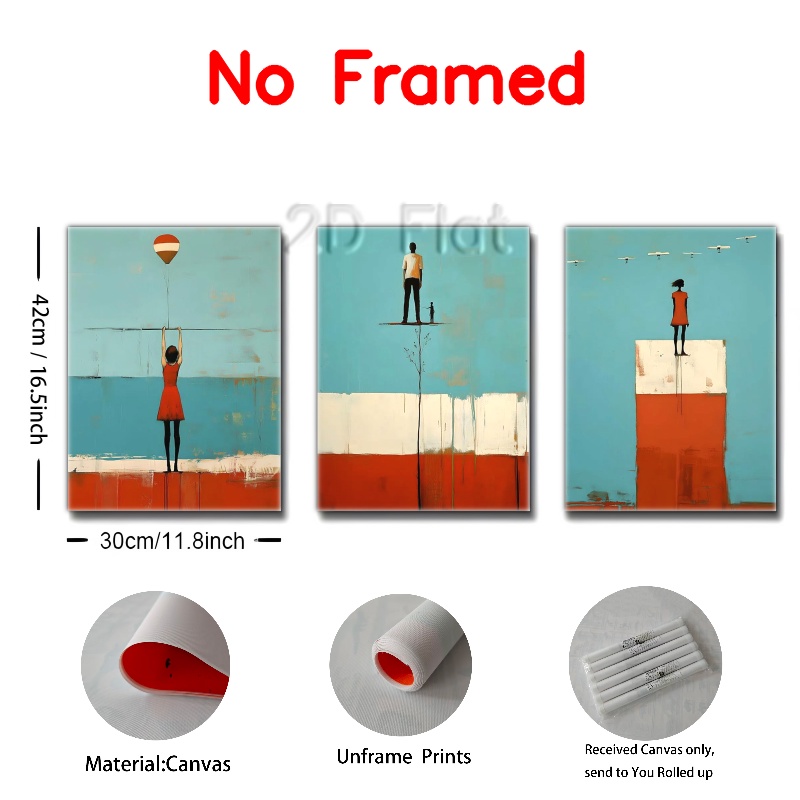 No Framed
2D Flat
42cm / 16.5inch
30cm/11.8inch
Material:Canvas
Unframe Prints
Received Canvas only,
send to You Rolled up